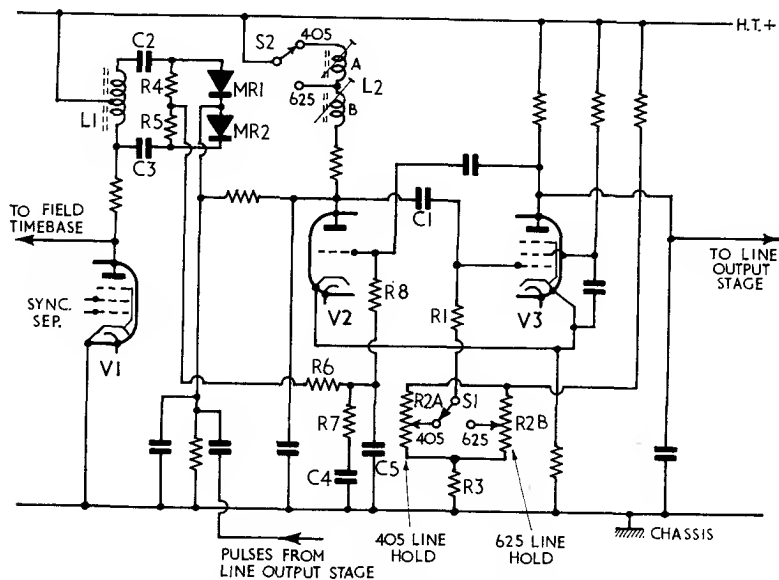 H.T.+
C2
S2
405
A
625
L2
B
R4
MR1
L1
R5
MR2
C3
TO FIELD
TIMEBASE
C1
TO LINE
OUTPUT
STAGE
SYNC.
SEP.
V1
V2
R8
R1
V3
R6
R7
C4
C5
R2A
S1
405
625
R2B
R3
PULSES FROM
LINE OUTPUT STAGE
405 LINE
HOLD
625 LINE
HOLD
CHASSIS